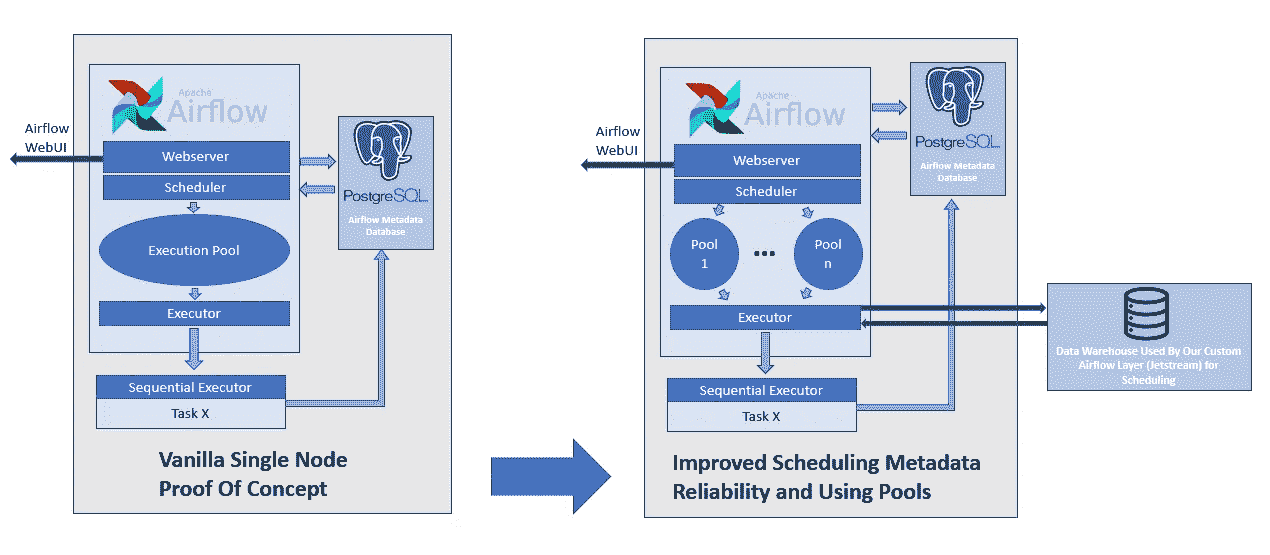 Airflow
WebUI
Apache
Airflow
Webserver
Scheduler
Execution Pool
Executor
Sequential Executor
Task X
PostgreSQL
Airflow Metadata
Database
Vanilla Single Node
Proof Of Concept
Airflow
WebUI
Apache
Airflow
Webserver
Scheduler
Pool
1
...
Pool
n
Executor
Sequential Executor
Task X
PostgreSQL
Airflow Metadata
Database
Data Warehouse Used By Our Custom
Airflow Layer (Jetstream) for
Scheduling
Improved Scheduling Metadata
Reliability and Using Pools